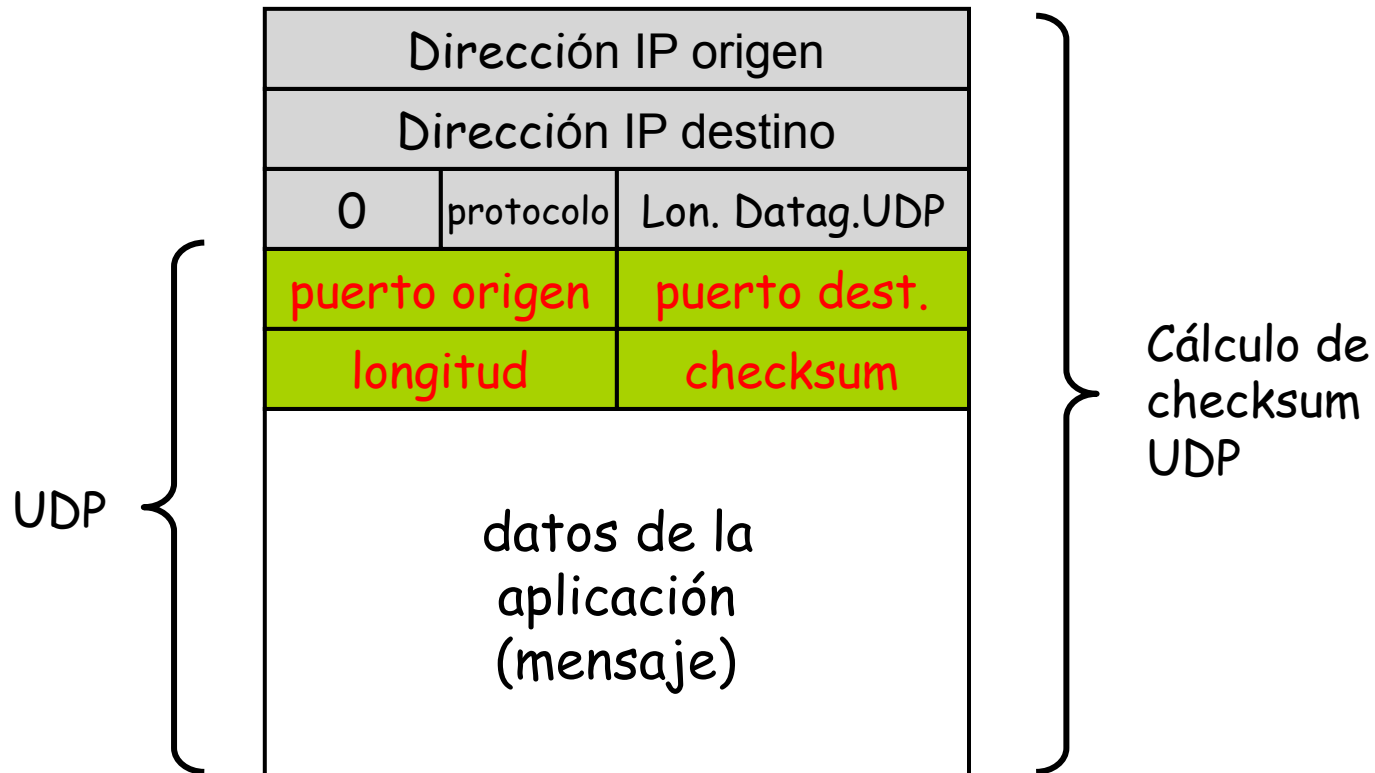 Dirección IP origen
Dirección IP destino
0 protocolo Lon. Datag.UDP
puerto origen puerto dest.
longitud checksum
Cálculo de
checksum
UDP
UDP
datos de la
aplicación
(mensaje)